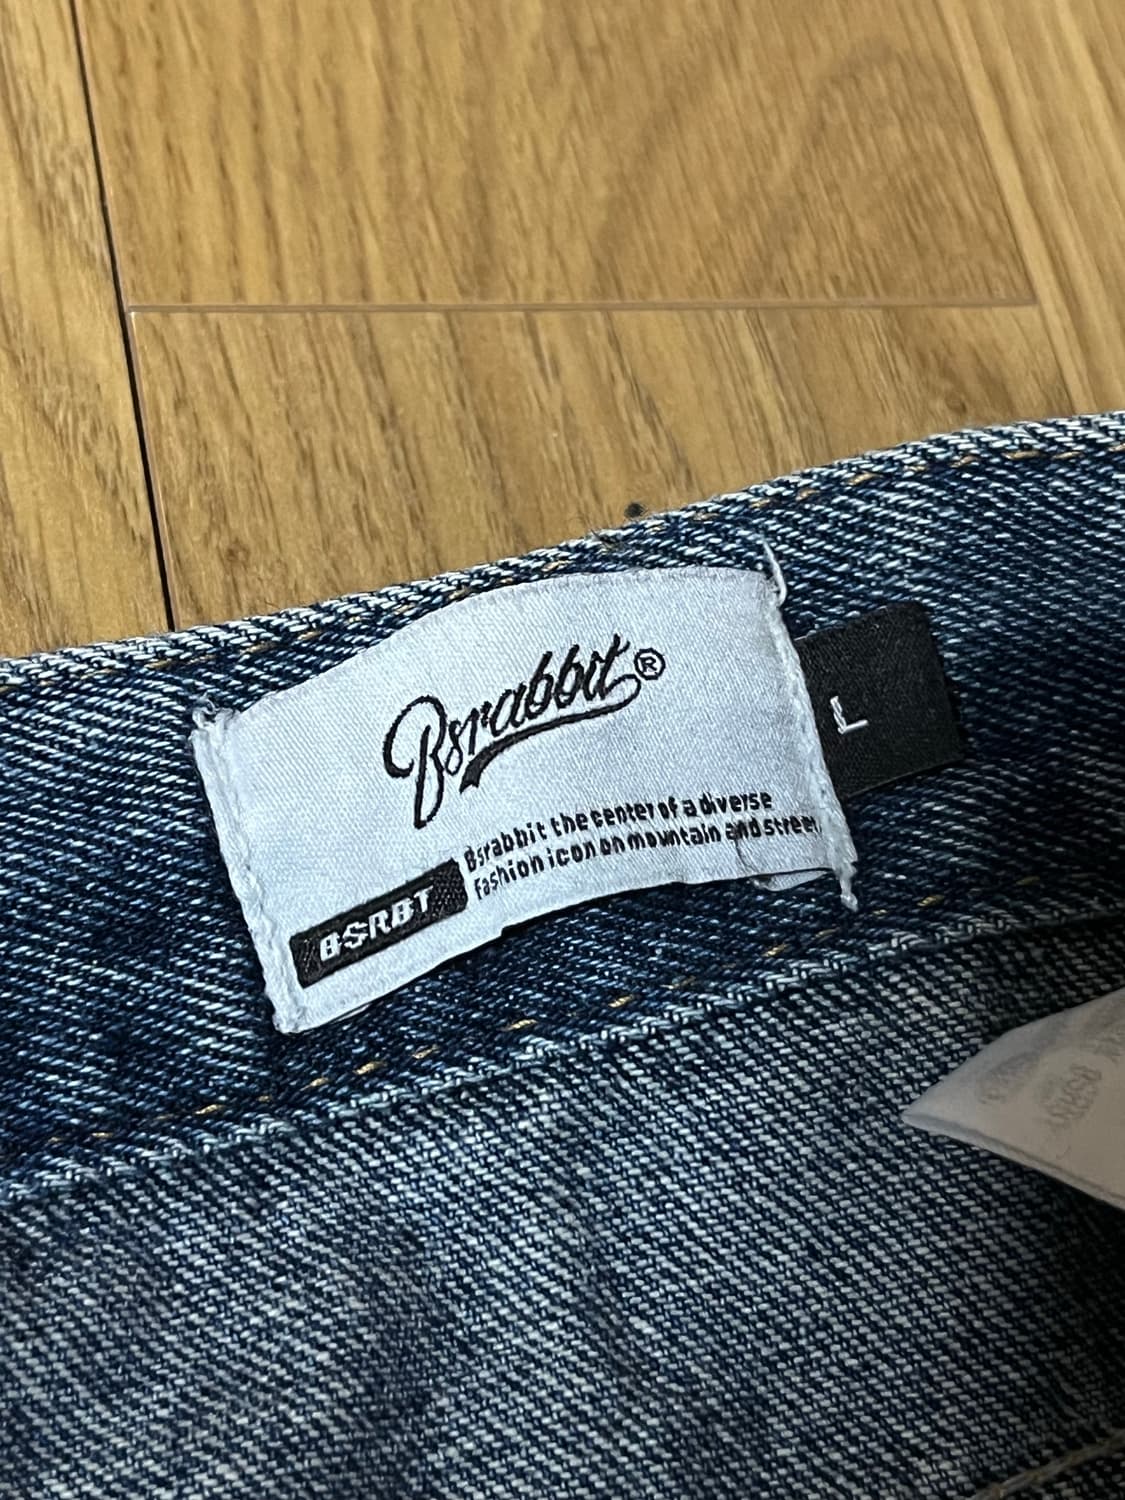 Bsrabbit®
L
Bsrabbit the center of a diverse
Fashion icon on mountain and street
BSRBT